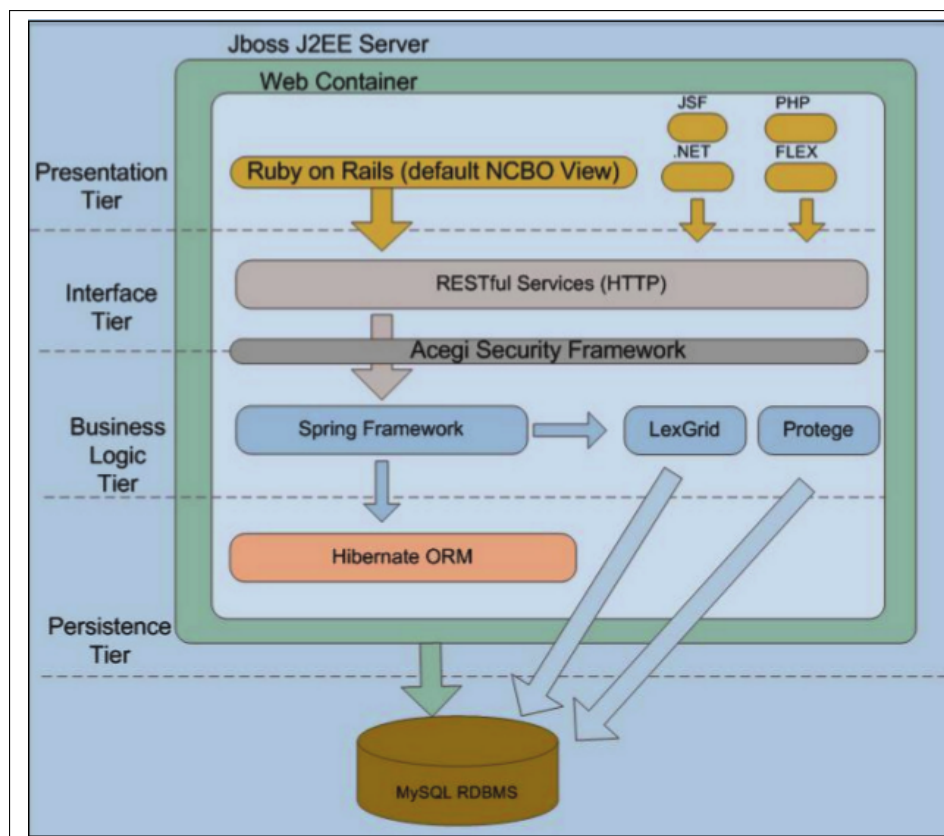 Jboss J2EE Server
Web Container
JSF
PHP
.NET
FLEX
Presentation
Tier
Ruby on Rails (default NCBO View)
Interface
Tier
RESTful Services (HTTP)
Acegi Security Framework
Business
Logic
Tier
Spring Framework
LexGrid
Protege
Hibernate ORM
Persistence
Tier
MySQL RDBMS